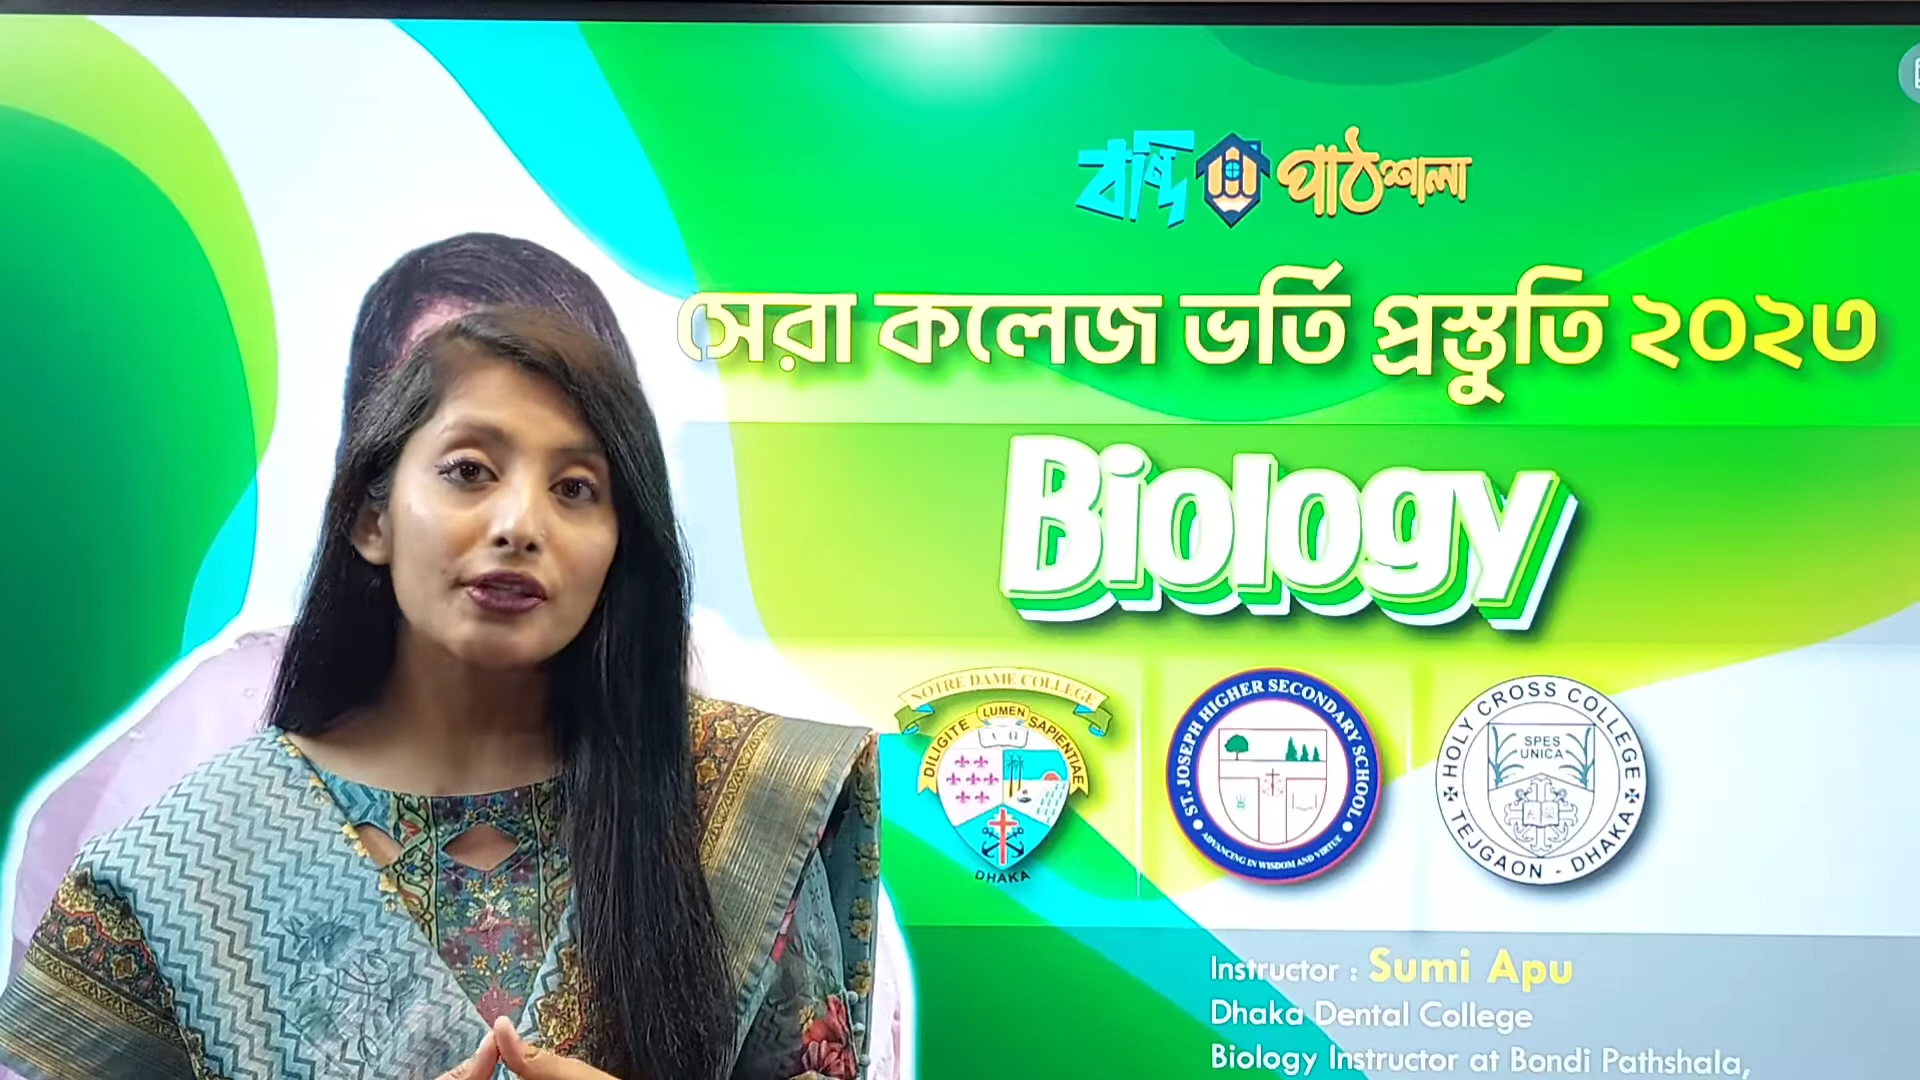 বন্দি পাঠশালা
সেরা কলেজ ভর্তি প্রস্তুতি ২০২৩
Biology
NOTRE DAME COLLEGE
DILIGITE LUMEN SAPIENTIAE
DHAKA
ST. JOSEPH HIGHER SECONDARY SCHOOL
ADVANCING IN WISDOM AND VIRTUE
HOLY CROSS COLLEGE
SPES
UNICA
TEJGAON - DHAKA
Instructor : Sumi Apu
Dhaka Dental College
Biology Instructor at Bondi Pathshala,